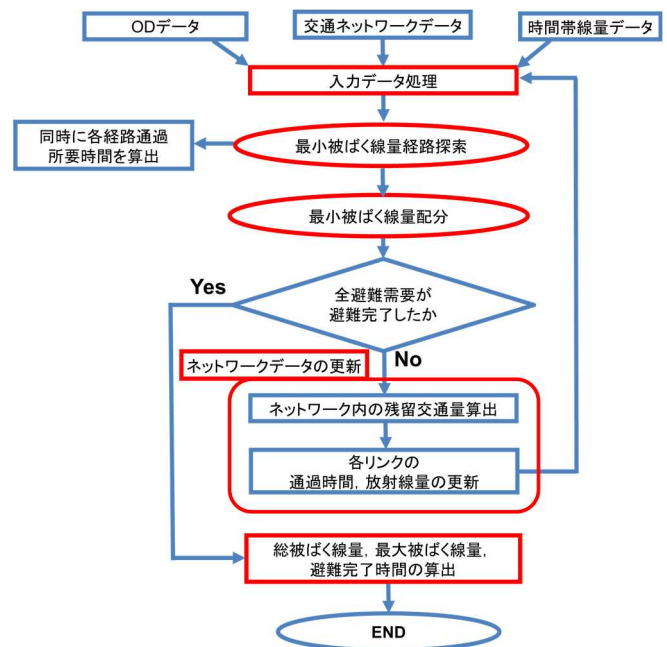 ODデータ
交通ネットワークデータ
時間帯線量データ
入力データ処理
同時に各経路通過
所要時間を算出
最小被ばく線量経路探索
最小被ばく線量配分
Yes
全避難需要が
避難完了したか
No
ネットワークデータの更新
ネットワーク内の残留交通量算出
各リンクの
通過時間, 放射線量の更新
総被ばく線量, 最大被ばく線量,
避難完了時間の算出
END